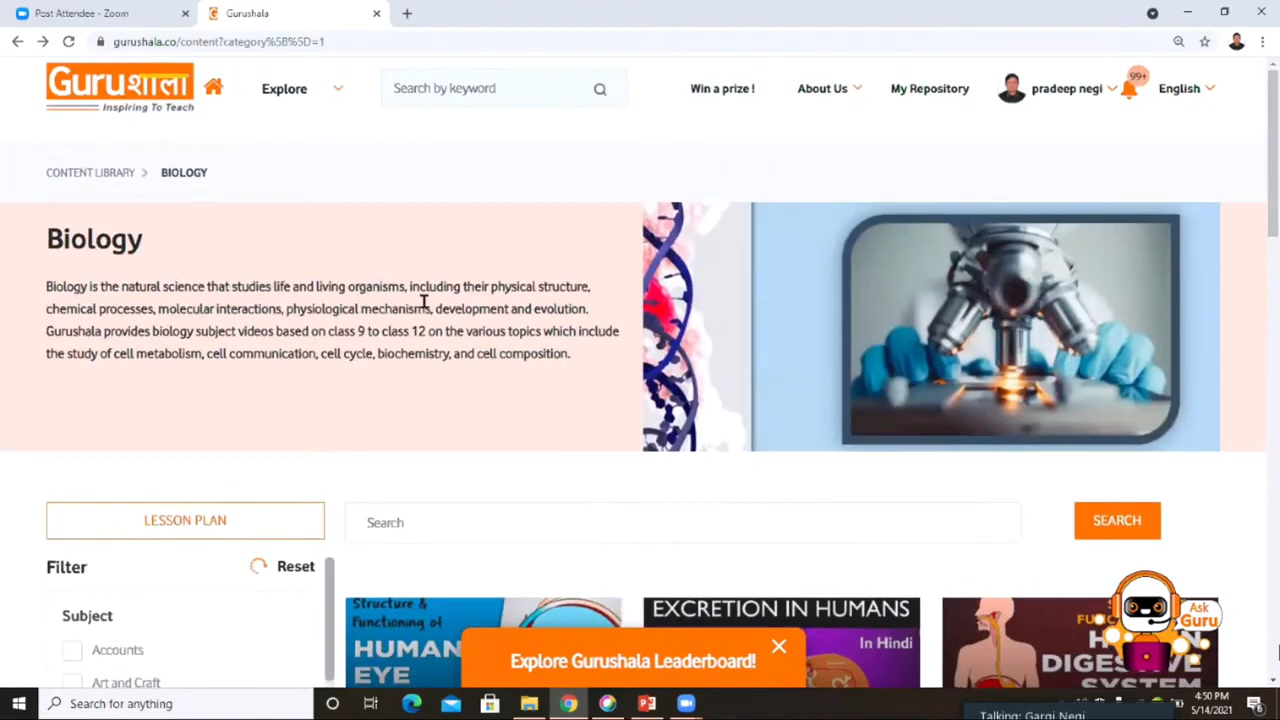 Post Attendee - Zoom
Gurushala
gurushala.co/content?category%5B%5D=1
Guruशाला
Inspiring To Teach
Explore
Search by keyword
Win a prize !
About Us
My Repository
pradeep negi
99+
English
CONTENT LIBRARY > BIOLOGY
Biology
Biology is the natural science that studies life and living organisms, including their physical structure,
chemical processes, molecular interactions, physiological mechanisms, development and evolution.
Gurushala provides biology subject videos based on class 9 to class 12 on the various topics which include
the study of cell metabolism, cell communication, cell cycle, biochemistry, and cell composition.
LESSON PLAN
Search
SEARCH
Filter
Reset
Subject
Accounts
Art and Craft
Structure &
Functioning of
HUMAN
EYE
EXCRETION IN HUMANS
In Hindi
DIGESTIVE
SYSTEM
Explore Gurushala Leaderboard!
Ask
Guru
Search for anything
4:50 PM
5/14/2021
6
Talking: Gargi Negi